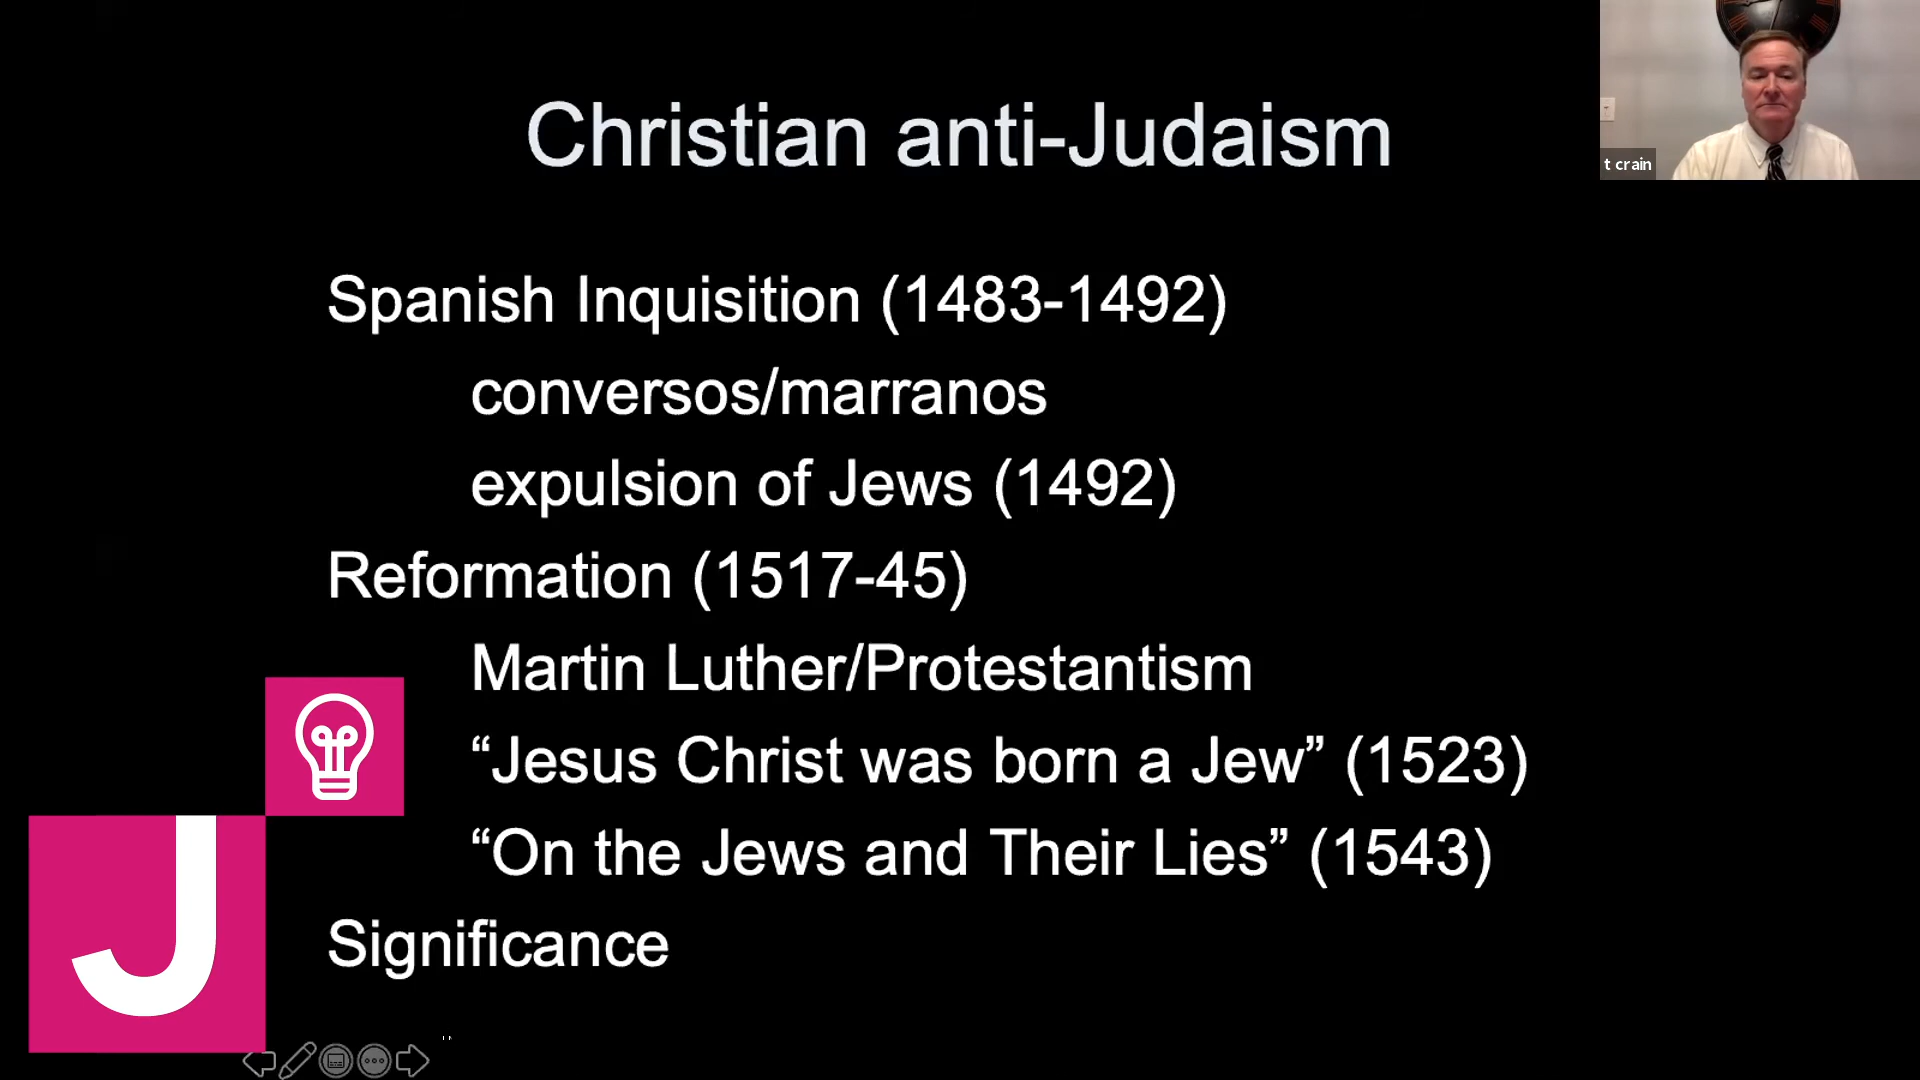 Christian anti-Judaism
t crain
Spanish Inquisition (1483-1492)
conversos/marranos
expulsion of Jews (1492)
Reformation (1517-45)
Martin Luther/Protestantism
“Jesus Christ was born a Jew” (1523)
“On the Jews and Their Lies” (1543)
Significance
J